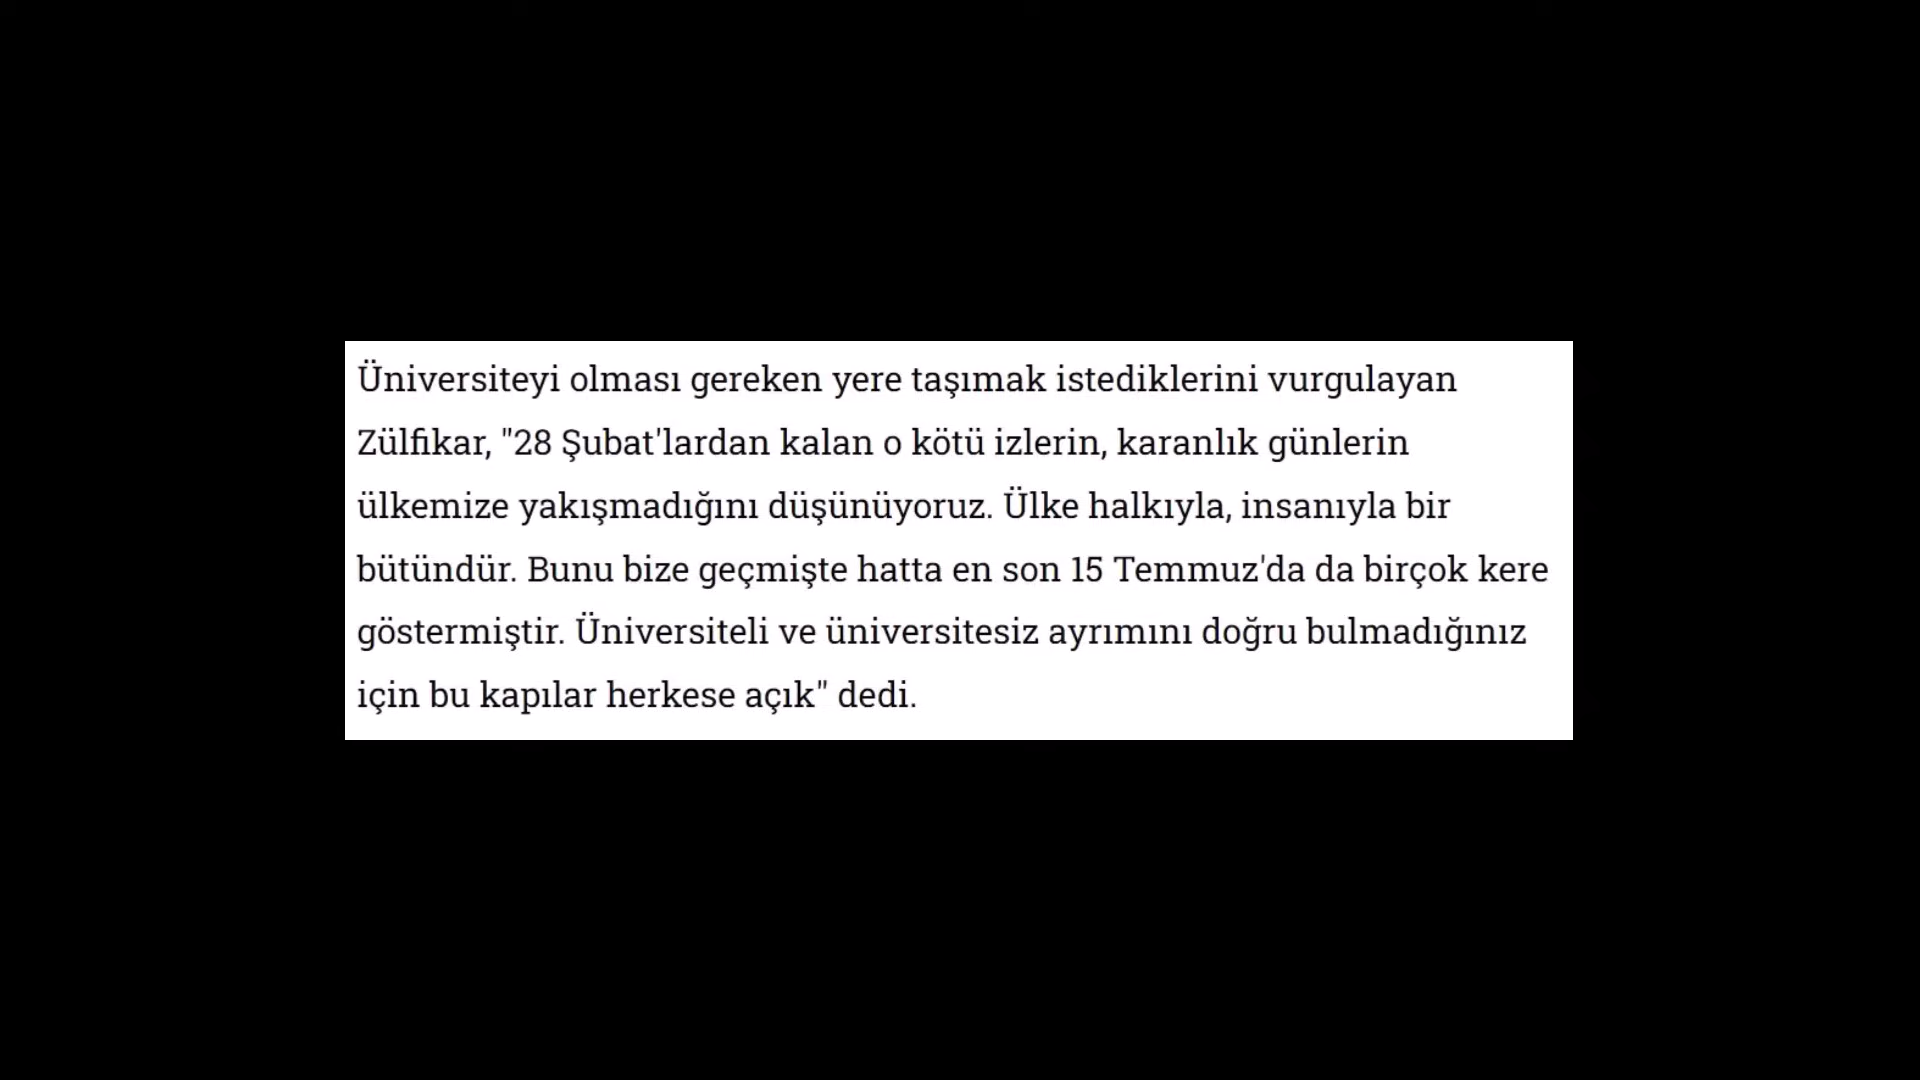 Üniversiteyi olması gereken yere taşımak istediklerini vurgulayan
Zülfikar, "28 Şubat'lardan kalan o kötü izlerin, karanlık günlerin
ülkemize yakışmadığını düşünüyoruz. Ülke halkıyla, insanıyla bir
bütündür. Bunu bize geçmişte hatta en son 15 Temmuz'da da birçok kere
göstermiştir. Üniversiteli ve üniversitesiz ayrımını doğru bulmadığınız
için bu kapılar herkese açık" dedi.